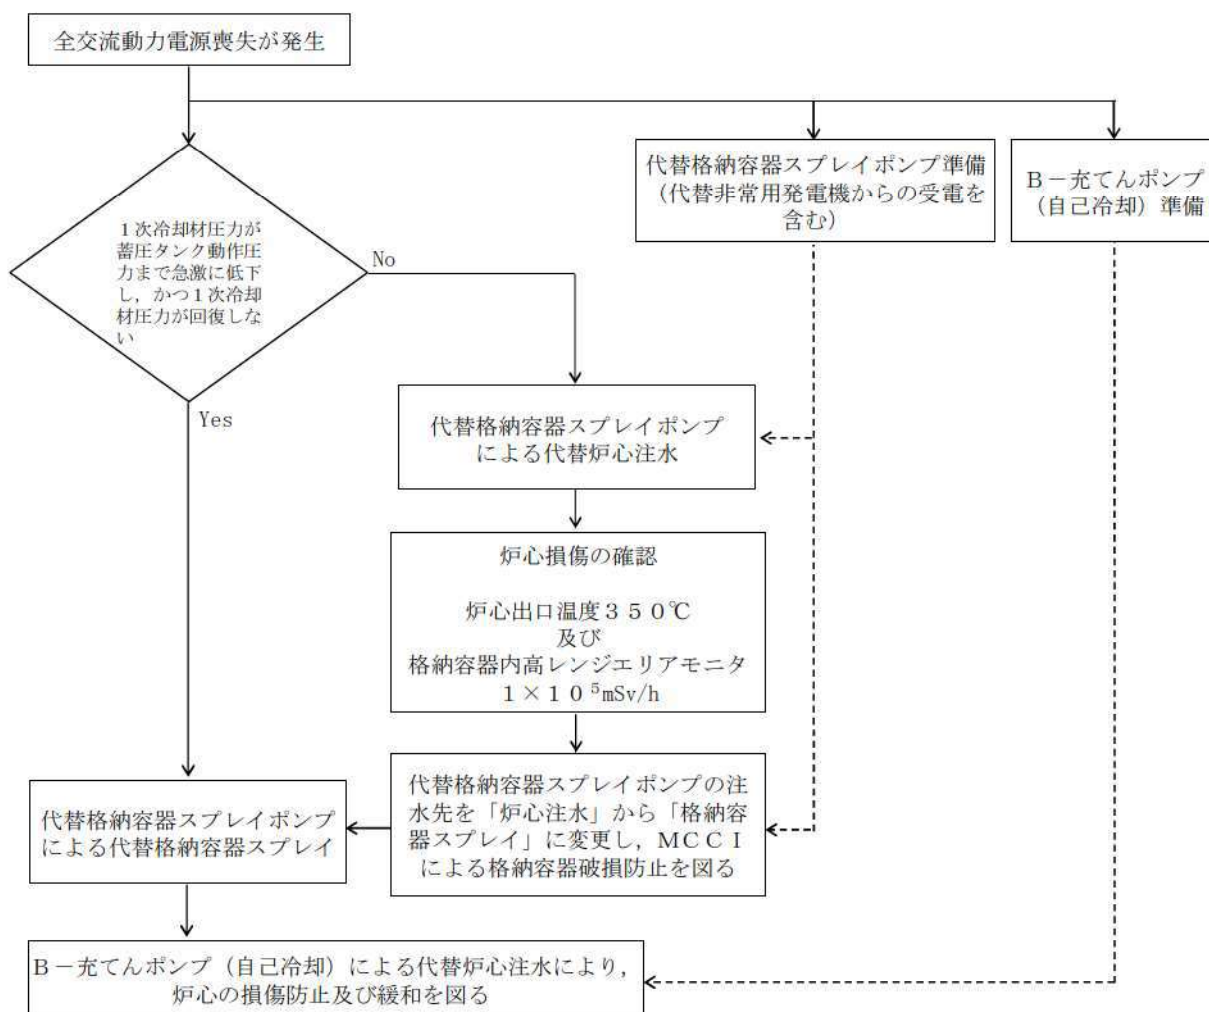 全交流動力電源喪失が発生
代替格納容器スプレイポンプ準備
（代替非常用発電機からの受電を
含む）
Ｂ－充てんポンプ
（自己冷却）準備
１次冷却材圧力が
蓄圧タンク動作圧
力まで急激に低下
し，かつ１次冷却
材圧力が回復しな
い
No
Yes
代替格納容器スプレイポンプ
による代替炉心注水
炉心損傷の確認
炉心出口温度３５０℃
及び
格納容器内高レンジエリアモニタ
１×１０⁵mSv/h
代替格納容器スプレイポンプの注
水先を「炉心注水」から「格納容
器スプレイ」に変更し，ＭＣＣＩ
による格納容器破損防止を図る
代替格納容器スプレイポンプ
による代替格納容器スプレイ
Ｂ－充てんポンプ（自己冷却）による代替炉心注水により，
炉心の損傷防止及び緩和を図る